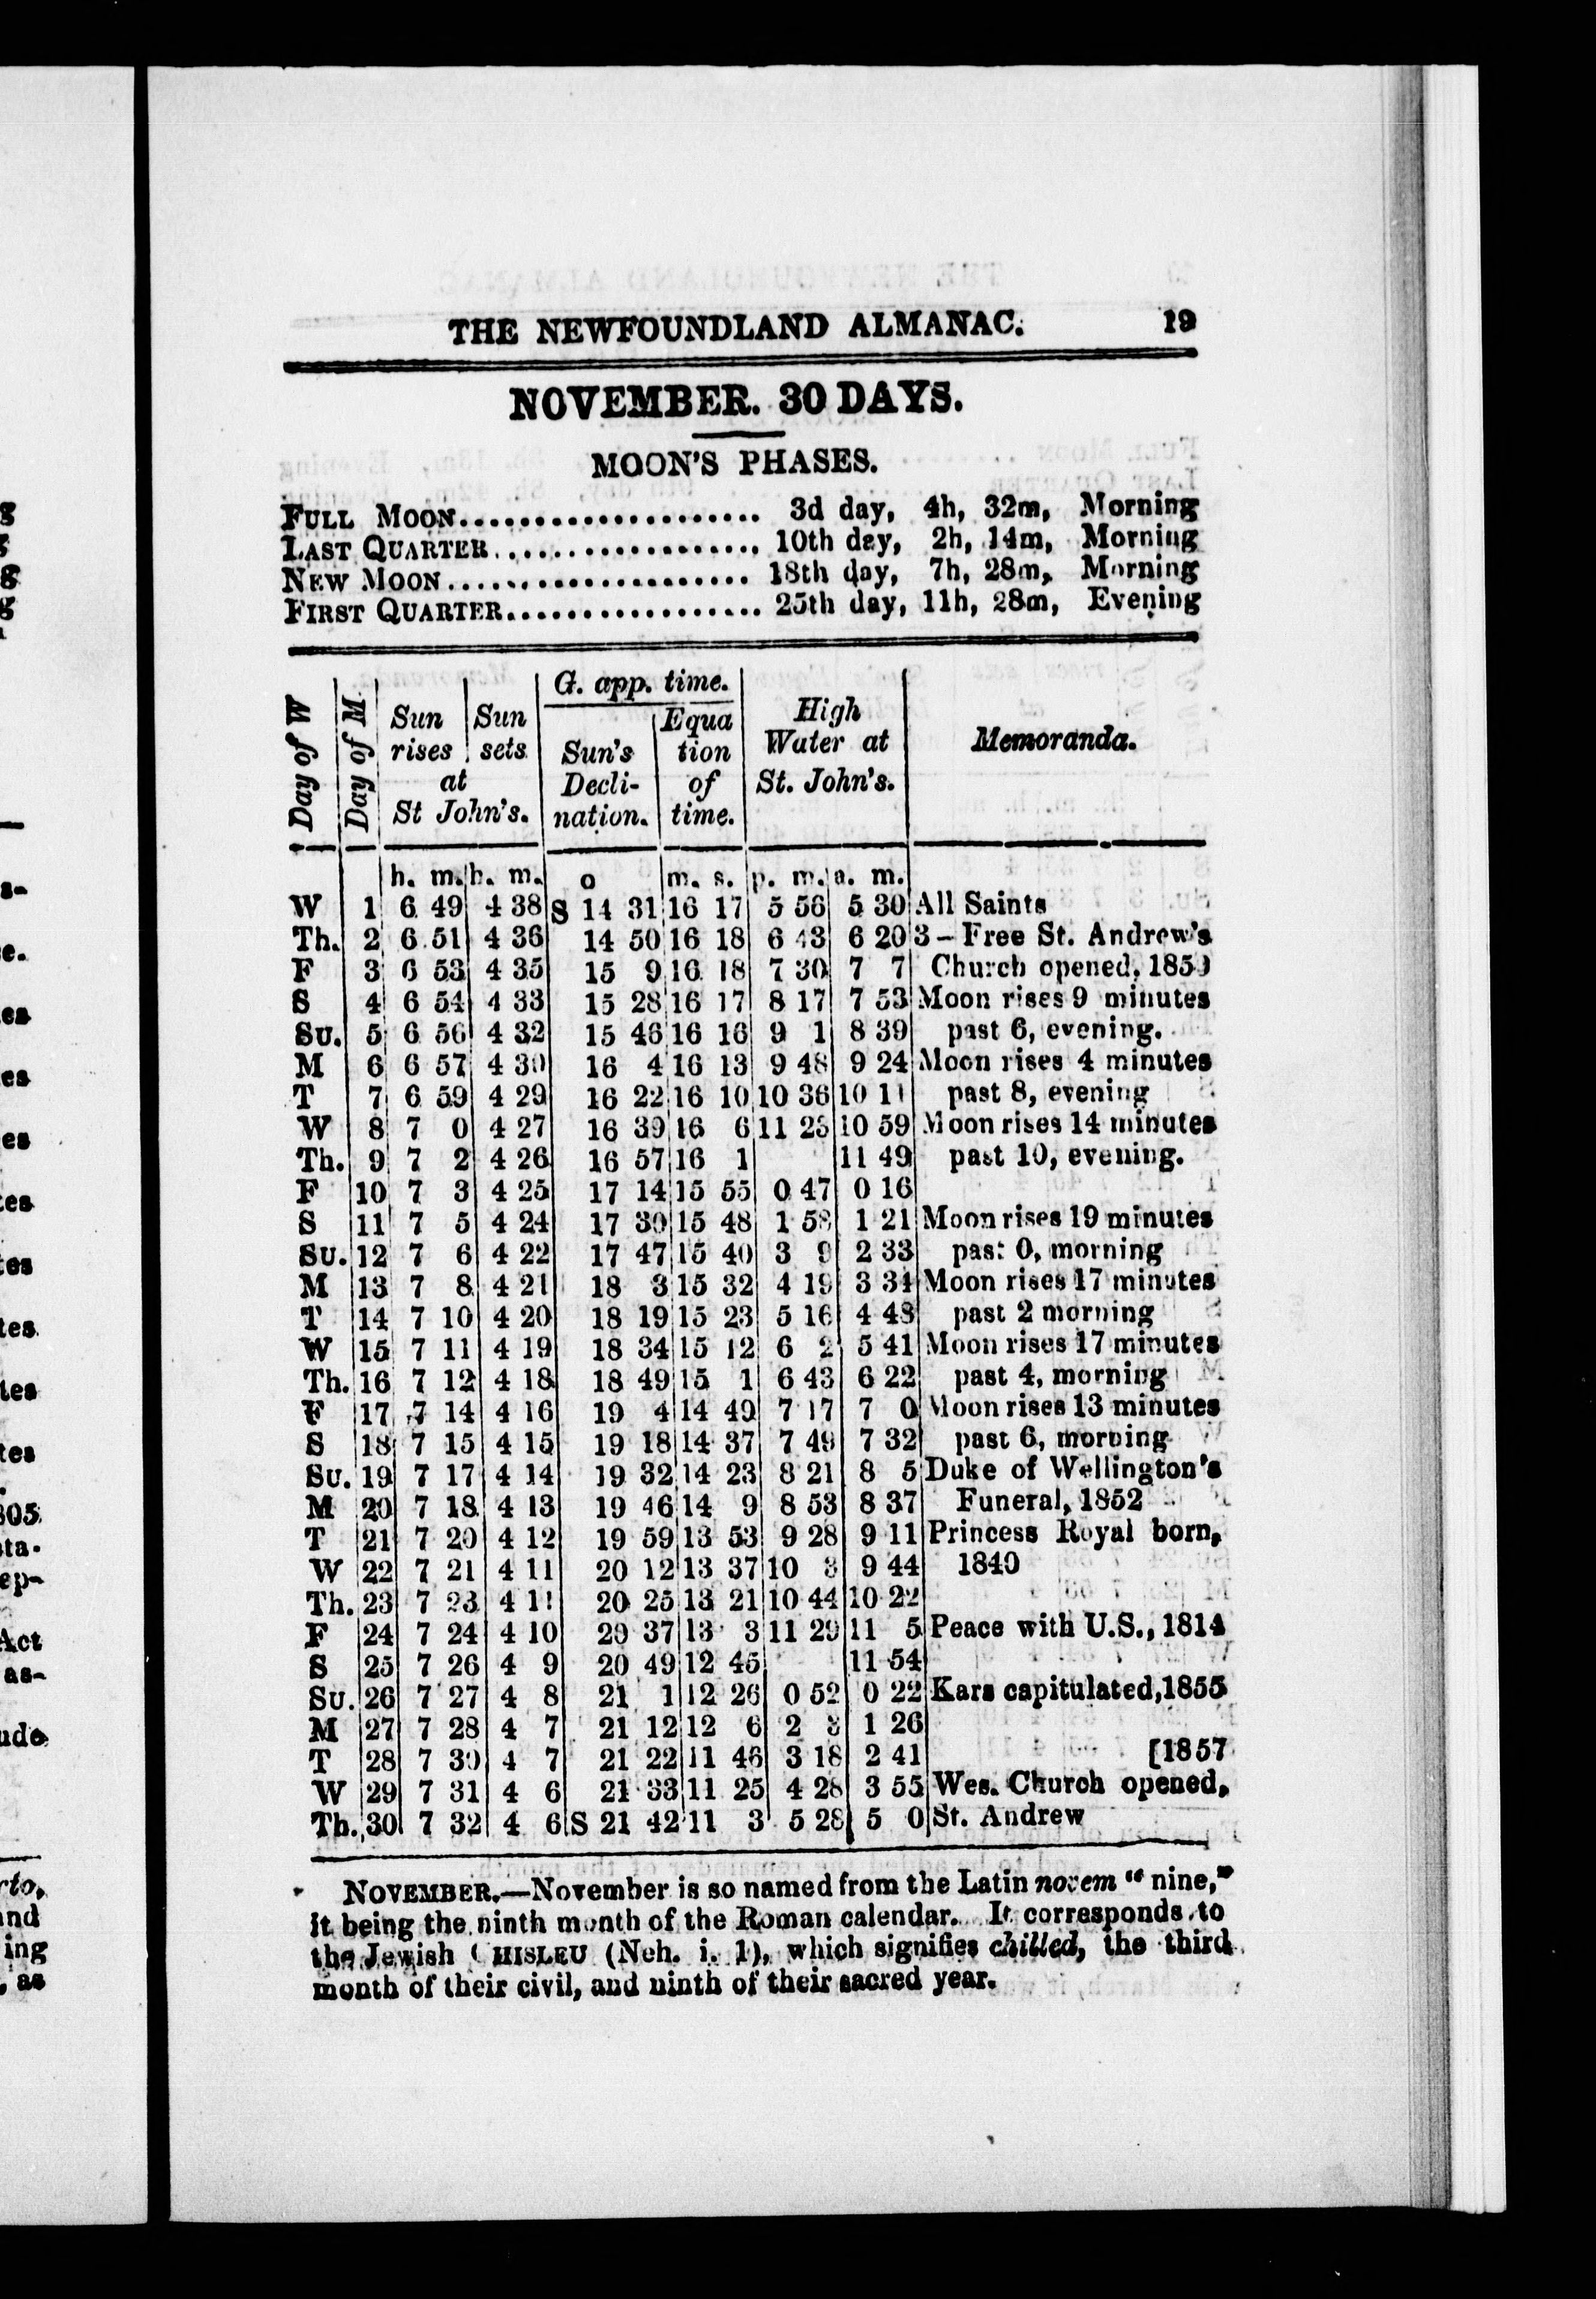 THE NEWFOUNDLAND ALMANAC. 19
NOVEMBER. 30 DAYS.
MOON'S PHASES.
FULL MOON..................... 3d day, 4h, 32m, Morning
LAST QUARTER.................. 10th day, 2h, 14m, Morning
NEW MOON..................... 18th day, 7h, 28m, Morning
FIRST QUARTER.................. 25th day, 11h, 28m, Evening
Day of W Day of M. Sun rises Sun sets at St John's. G. app. time. Sun's Decli-nation. Equa tion of time. High Water at St. John's. Memoranda.
h. m. h. m. o m. s. p. m. a. m.
W 1 6 49 4 38 S 14 31 16 17 5 56 5 30 All Saints
Th. 2 6 51 4 36 14 50 16 18 6 43 6 20 3 – Free St. Andrew's
F 3 6 53 4 35 15 9 16 18 7 30 7 7 Church opened, 1850
S 4 6 54 4 33 15 28 16 17 8 17 7 53 Moon rises 9 minutes
SU. 5 6 56 4 32 15 46 16 16 9 1 8 39 past 6, evening.
M 6 6 57 4 30 16 4 16 13 9 48 9 24 Moon rises 4 minutes
T 7 6 59 4 29 16 22 16 10 10 36 10 11 past 8, evening
W 8 7 0 4 27 16 39 16 6 11 25 10 59 Moon rises 14 minutes
Th. 9 7 2 4 26 16 57 16 1 11 49 past 10, evening.
F 10 7 3 4 25 17 14 15 55 0 47 0 16
S 11 7 5 4 24 17 30 15 48 1 58 1 21 Moon rises 19 minutes
SU. 12 7 6 4 22 17 47 15 40 3 9 2 33 past 0, morning
M 13 7 8 4 21 18 3 15 32 4 19 3 34 Moon rises 17 minutes
T 14 7 10 4 20 18 19 15 23 5 16 4 48 past 2 morning
W 15 7 11 4 19 18 34 15 12 6 2 5 41 Moon rises 17 minutes
Th. 16 7 12 4 18 18 49 15 1 6 43 6 22 past 4, morning
F 17 7 14 4 16 19 4 14 49 7 17 7 0 Moon rises 13 minutes
S 18 7 15 4 15 19 18 14 37 7 49 7 32 past 6, morning
SU. 19 7 17 4 14 19 32 14 23 8 21 8 5 Duke of Wellington's
M 20 7 18 4 13 19 46 14 9 8 53 8 37 Funeral, 1852
T 21 7 20 4 12 19 59 13 53 9 28 9 11 Princess Royal born,
W 22 7 21 4 11 20 12 13 37 10 3 9 44 1840
Th. 23 7 23 4 11 20 25 13 21 10 44 10 22
F 24 7 24 4 10 20 37 13 3 11 29 11 5 Peace with U.S., 1814
S 25 7 26 4 9 20 49 12 45 11 54
SU. 26 7 27 4 8 21 1 12 26 0 52 0 22 Kars capitulated, 1855
M 27 7 28 4 7 21 12 12 6 2 3 1 26
T 28 7 30 4 7 21 22 11 46 3 18 2 41 [1857
W 29 7 31 4 6 21 33 11 25 4 28 3 55 Wes. Church opened,
Th. 30 7 32 4 6 S 21 42 11 3 5 28 5 0 St. Andrew
NOVEMBER.—November is so named from the Latin novem "nine,"
it being the ninth month of the Roman calendar. It corresponds to
the Jewish CHISLEU (Neh. i. 1), which signifies chilled, the third
month of their civil, and ninth of their sacred year.